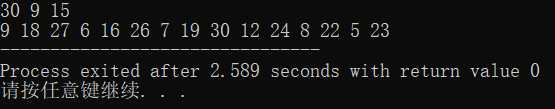 30 9 15
9 18 27 6 16 26 7 19 30 12 24 8 22 5 23
--------------------------------
Process exited after 2.589 seconds with return value 0
请按任意键继续. . .